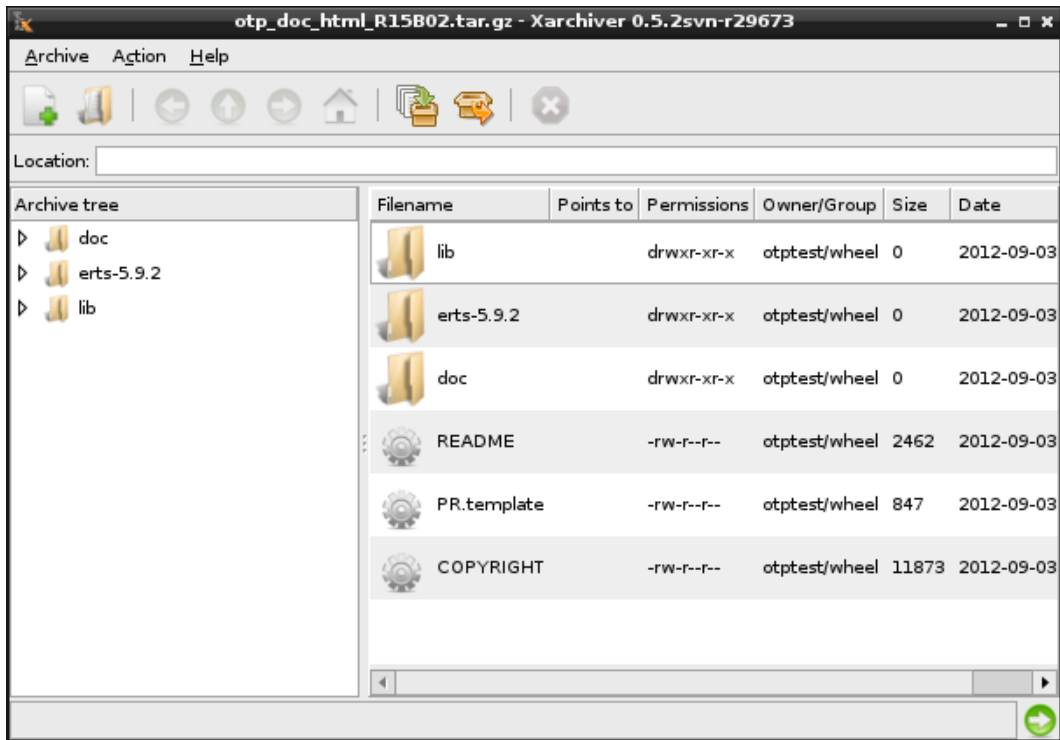 otp_doc_html_R15B02.tar.gz - Xarchiver 0.5.2svn-r29673
Archive Action Help
Location:
Archive tree
doc
erts-5.9.2
lib
Filename Points to Permissions Owner/Group Size Date
lib drwxr-xr-x otptest/wheel 0 2012-09-03
erts-5.9.2 drwxr-xr-x otptest/wheel 0 2012-09-03
doc drwxr-xr-x otptest/wheel 0 2012-09-03
README -rw-r--r-- otptest/wheel 2462 2012-09-03
PR.template -rw-r--r-- otptest/wheel 847 2012-09-03
COPYRIGHT -rw-r--r-- otptest/wheel 11873 2012-09-03